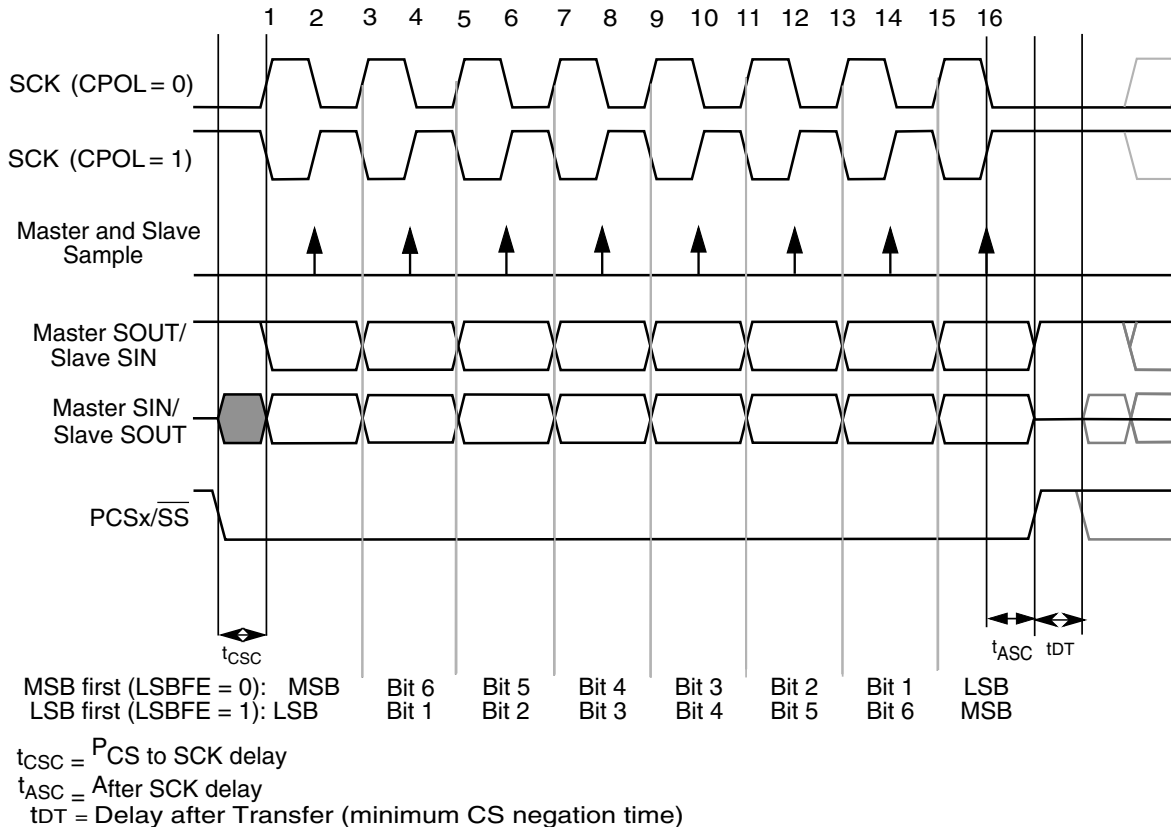 1 2 3 4 5 6 7 8 9 10 11 12 13 14 15 16
SCK (CPOL = 0)
SCK (CPOL = 1)
Master and Slave
Sample
Master SOUT/
Slave SIN
Master SIN/
Slave SOUT
PCSx/SS
tCSC
tASC
tDT
MSB first (LSBFE = 0): MSB Bit 6 Bit 5 Bit 4 Bit 3 Bit 2 Bit 1 LSB
LSB first (LSBFE = 1): LSB Bit 1 Bit 2 Bit 3 Bit 4 Bit 5 Bit 6 MSB
tCSC = PCS to SCK delay
tASC = After SCK delay
tDT = Delay after Transfer (minimum CS negation time)